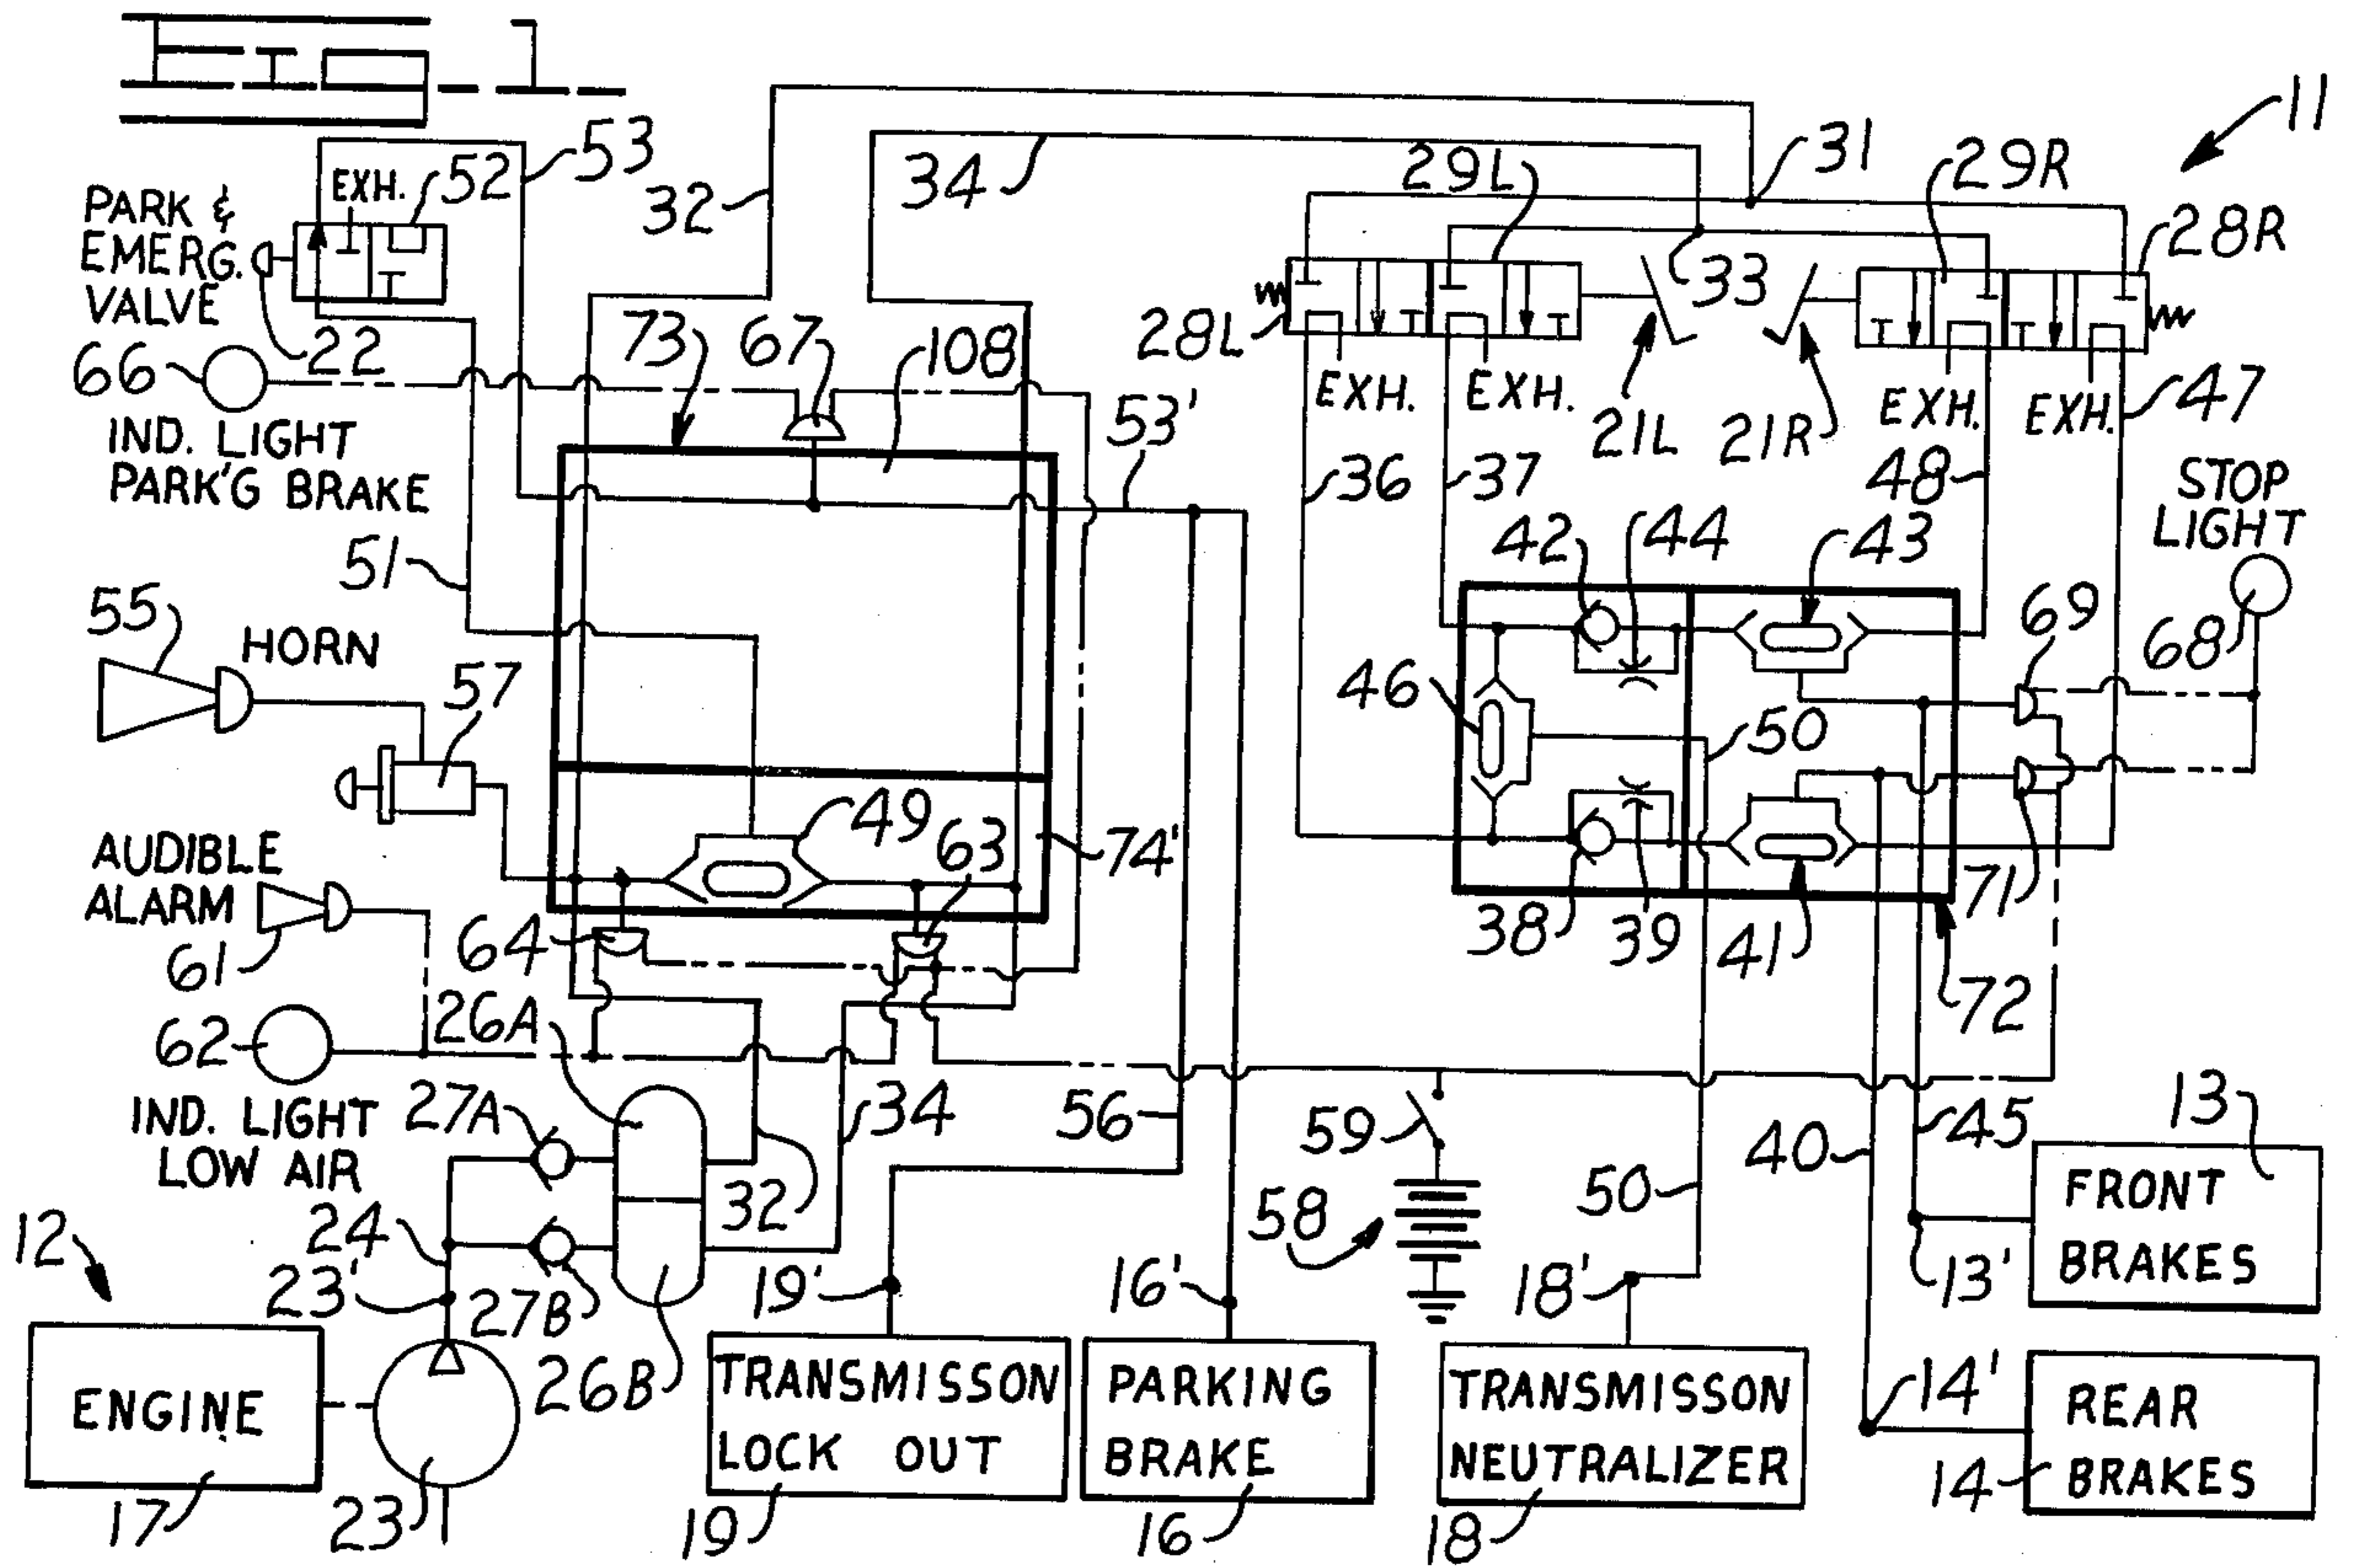 FIG. 1.
11
53
52
EXH.
32
34
29L
31
29R
28R
PARK &
EMERG.
VALVE
22
33
73
67
108
28L
66
53'
EXH.
EXH.
21L
21R
EXH.
EXH.
47
IND. LIGHT
PARK'G BRAKE
36
37
48
STOP
LIGHT
51
42
44
43
55
HORN
57
69
68
46
50
49
63
74'
AUDIBLE
ALARM
61
64
38
39
41
71
72
26A
62
IND. LIGHT
LOW AIR
27A
34
56
59
13
45
40
FRONT
BRAKES
12
24
23'
32
58
50
27B
19'
16'
18'
13'
ENGINE
26B
TRANSMISSON
LOCK OUT
PARKING
BRAKE
TRANSMISSON
NEUTRALIZER
14'
REAR
BRAKES
14
17
23
19
16
18